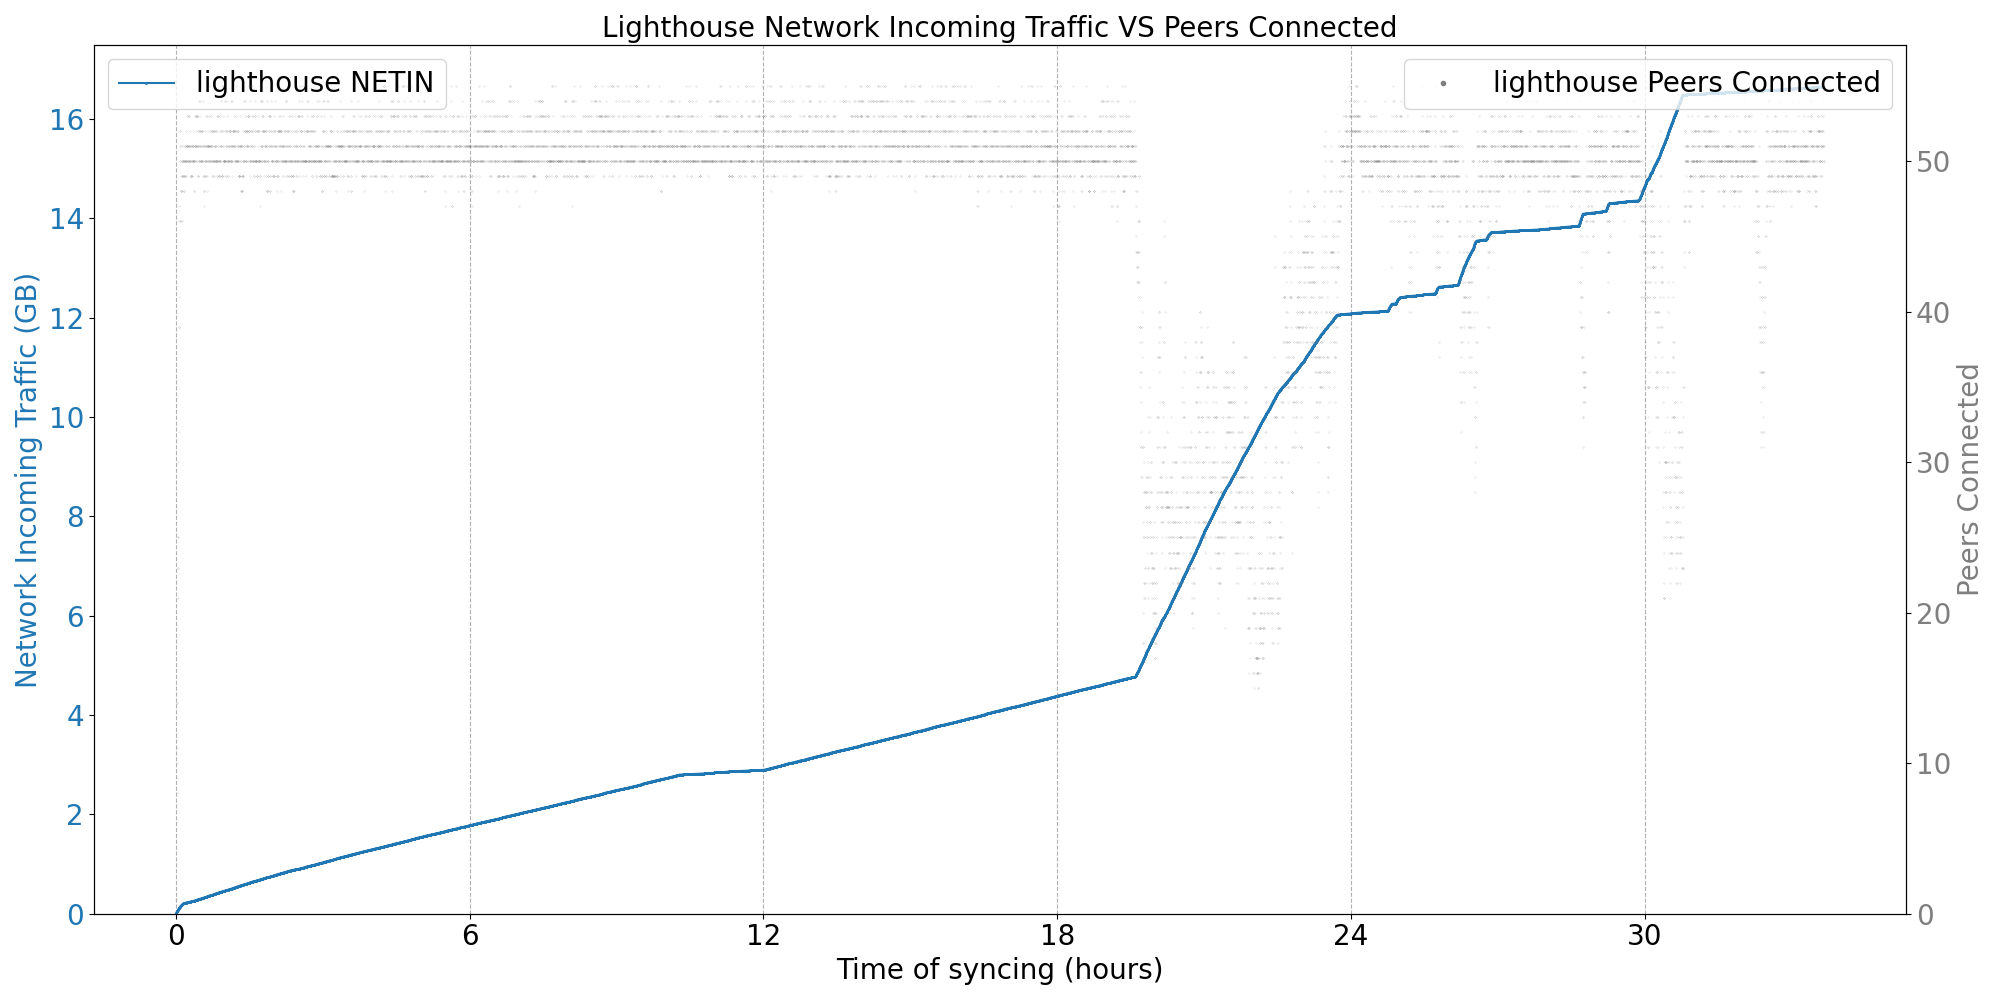 Lighthouse Network Incoming Traffic VS Peers Connected
lighthouse NETIN
lighthouse Peers Connected
Network Incoming Traffic (GB)
16
14
12
10
8
6
4
2
0
50
40
30
20
10
0
Peers Connected
0 6 12 18 24 30
Time of syncing (hours)